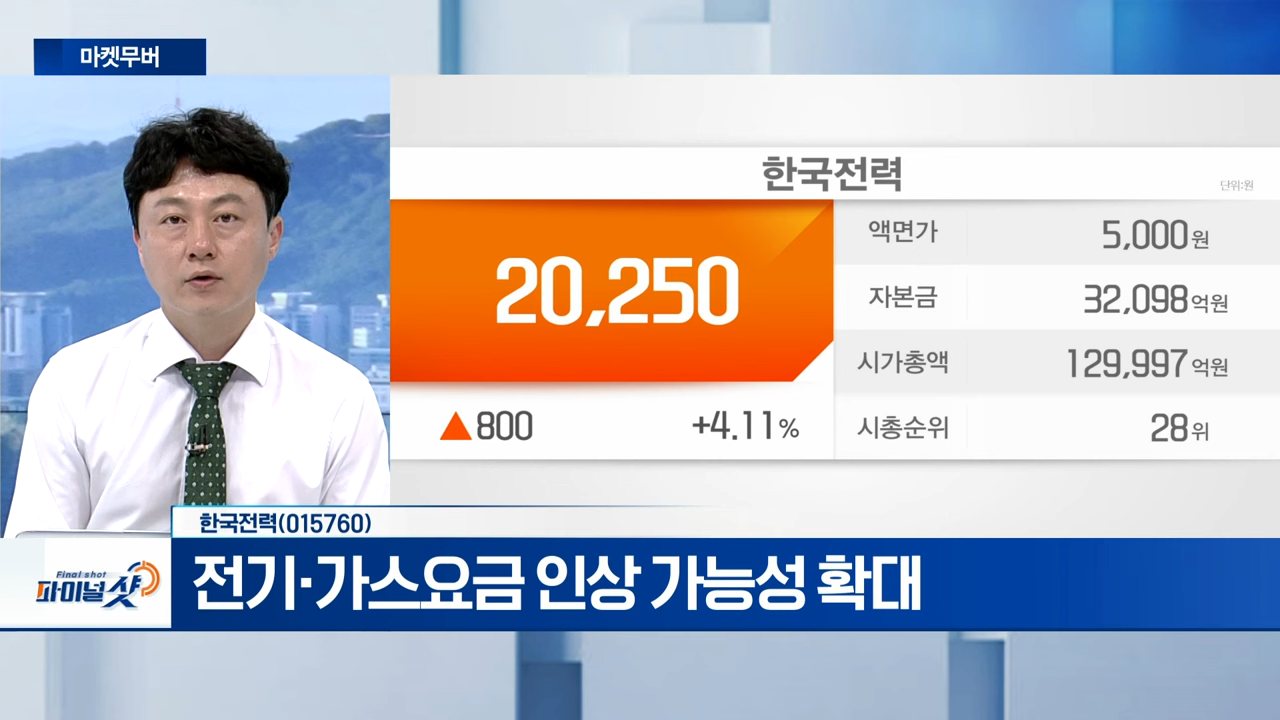 마켓무버
한국전력
단위:원
20,250
▲800 +4.11%
액면가 5,000원
자본금 32,098억원
시가총액 129,997억원
시총순위 28위
한국전력(015760)
Final shot
파이널샷
전기·가스요금 인상 가능성 확대